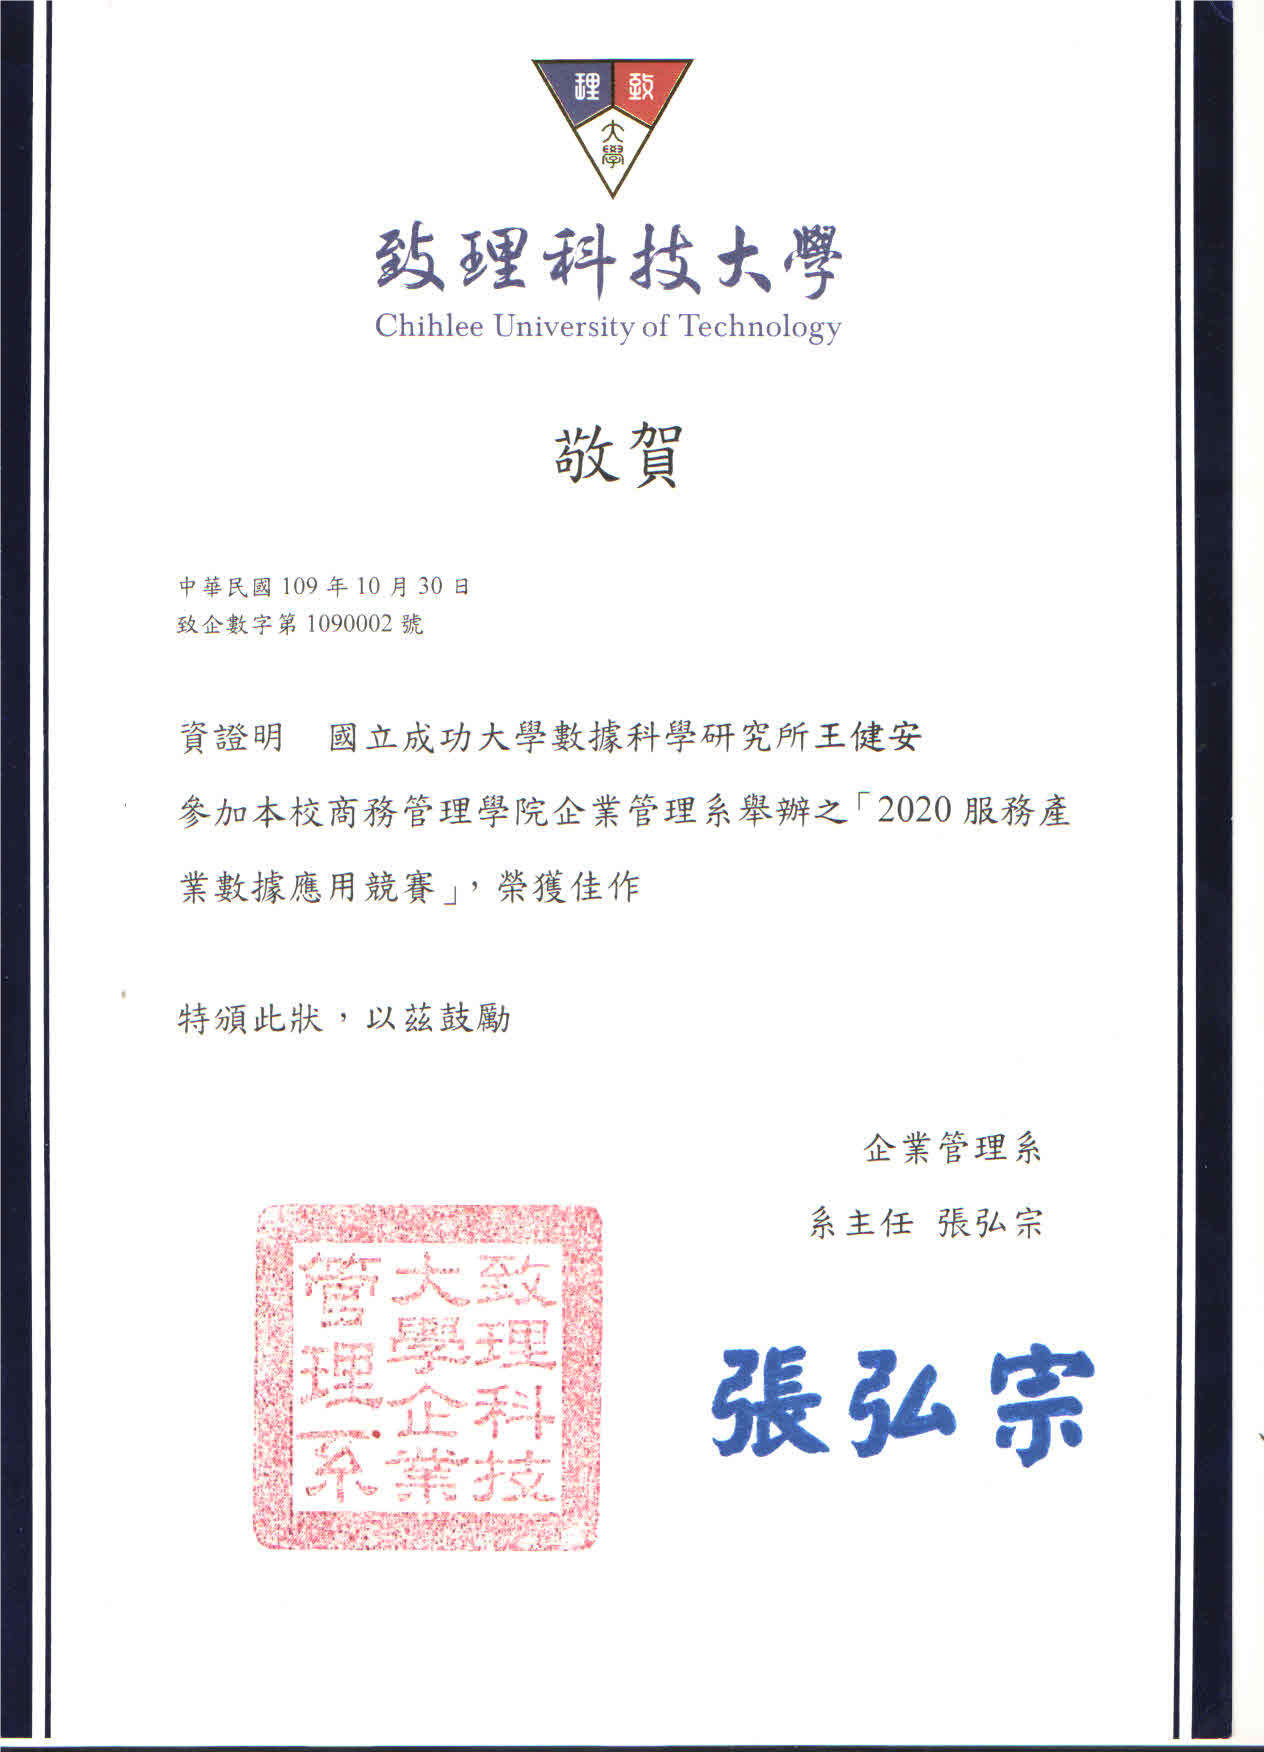 理 致
大
學
致理科技大學
Chihlee University of Technology
敬賀
中華民國 109 年 10 月 30 日
致企數字第 1090002 號
資證明　國立成功大學數據科學研究所王健安
參加本校商務管理學院企業管理系舉辦之「2020 服務產
業數據應用競賽」，榮獲佳作
特頒此狀，以茲鼓勵
企業管理系
系主任 張弘宗
致理科技
大學企業
管理系
張弘宗